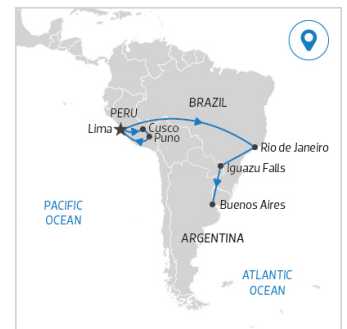 PERU
BRAZIL
Lima
Cusco
Puno
Rio de Janeiro
Iguazu Falls
PACIFIC
OCEAN
Buenos Aires
ARGENTINA
ATLANTIC
OCEAN